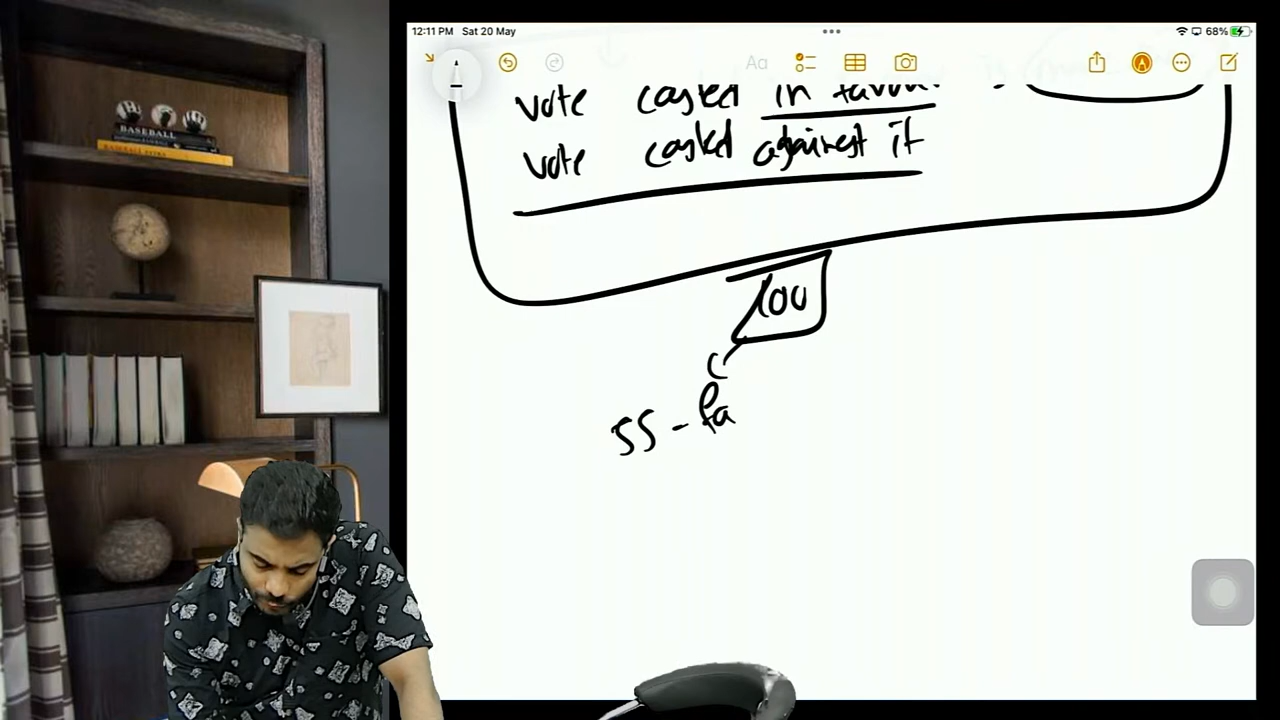 12:11 PM Sat 20 May
68%
Aa
vote casted in favour is
vote casted against it
100
55 - fa
BASEBALL